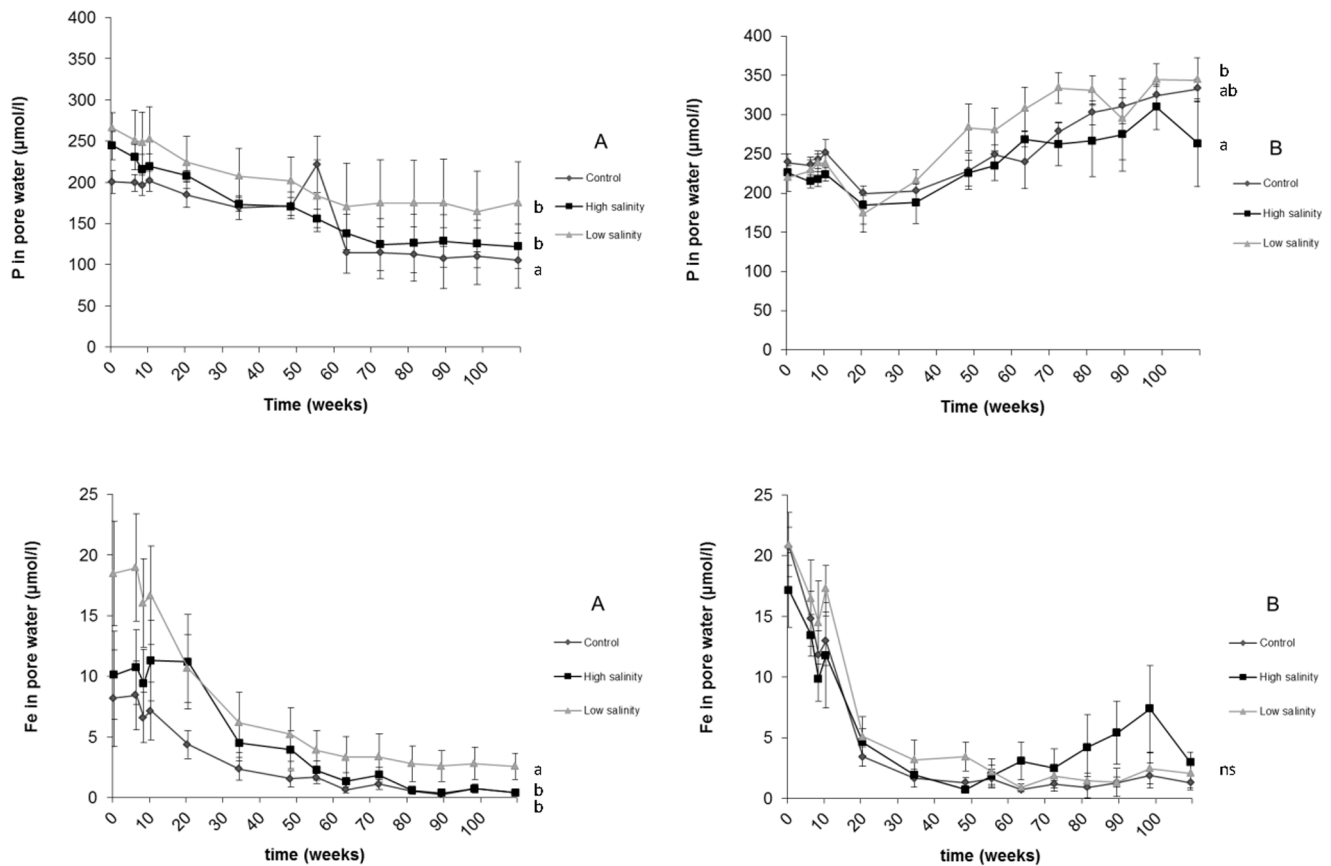 400
350
300
250
200
150
100
50
0
P in pore water (µmol/l)
0 10 20 30 40 50 60 70 80 90 100
Time (weeks)
A
Control
High salinity
Low salinity
b
b
a
400
350
300
250
200
150
100
50
0
P in pore water (µmol/l)
0 10 20 30 40 50 60 70 80 90 100
Time (weeks)
b
ab
a
B
Control
High salinity
Low salinity
25
20
15
10
5
0
Fe in pore water (µmol/l)
0 10 20 30 40 50 60 70 80 90 100
time (weeks)
A
Control
High salinity
Low salinity
a
b
b
25
20
15
10
5
0
Fe in pore water (µmol/l)
0 10 20 30 40 50 60 70 80 90 100
time (weeks)
B
Control
High salinity
Low salinity
ns